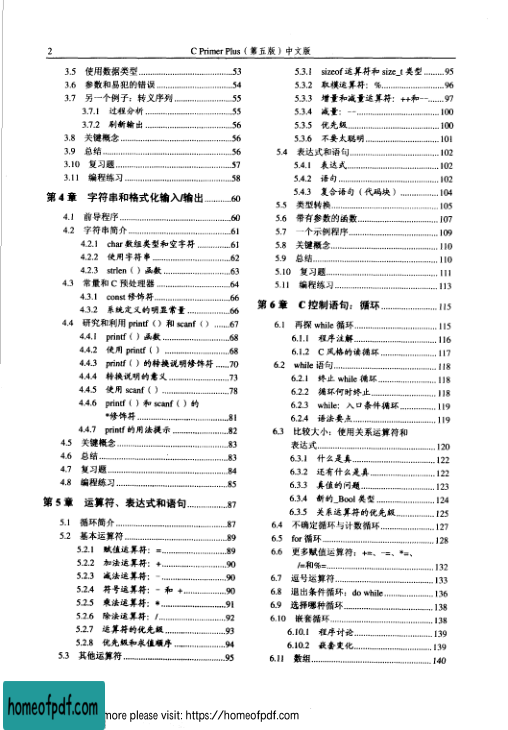 2
C Primer Plus（第五版）中文版
3.5 使用数据类型..........53
3.6 参数和易犯的错误..........54
3.7 另一个例子：转义序列..........55
3.7.1 过程分析..........55
3.7.2 刷新输出..........56
3.8 关键概念..........56
3.9 总结..........56
3.10 复习题..........57
3.11 编程练习..........58
第 4 章 字符串和格式化输入/输出..........60
4.1 前导程序..........60
4.2 字符串简介..........61
4.2.1 char 数组类型和空字符..........61
4.2.2 使用字符串..........62
4.2.3 strlen（ ）函数..........63
4.3 常量和 C 预处理器..........64
4.3.1 const 修饰符..........66
4.3.2 系统定义的明显常量..........66
4.4 研究和利用 printf（ ）和 scanf（ ）..........67
4.4.1 printf（ ）函数..........68
4.4.2 使用 printf（ ）..........68
4.4.3 printf（ ）的转换说明修饰符..........70
4.4.4 转换说明的意义..........73
4.4.5 使用 scanf（ ）..........78
4.4.6 printf（ ）和 scanf（ ）的
*修饰符..........81
4.4.7 printf 的用法提示..........82
4.5 关键概念..........83
4.6 总结..........83
4.7 复习题..........84
4.8 编程练习..........85
第 5 章 运算符、表达式和语句..........87
5.1 循环简介..........87
5.2 基本运算符..........89
5.2.1 赋值运算符：=..........89
5.2.2 加法运算符：+..........90
5.2.3 减法运算符：-..........90
5.2.4 符号运算符：- 和 +..........90
5.2.5 乘法运算符：*..........91
5.2.6 除法运算符：/..........92
5.2.7 运算符的优先级..........93
5.2.8 优先级和求值顺序..........94
5.3 其他运算符..........95
5.3.1 sizeof 运算符和 size_t 类型..........95
5.3.2 取模运算符：%..........96
5.3.3 增量和减量运算符：++和--..........97
5.3.4 减量：--..........100
5.3.5 优先级..........100
5.3.6 不要太聪明..........101
5.4 表达式和语句..........102
5.4.1 表达式..........102
5.4.2 语句..........102
5.4.3 复合语句（代码块）..........104
5.5 类型转换..........105
5.6 带有参数的函数..........107
5.7 一个示例程序..........109
5.8 关键概念..........110
5.9 总结..........110
5.10 复习题..........111
5.11 编程练习..........113
第 6 章 C 控制语句：循环..........115
6.1 再探 while 循环..........115
6.1.1 程序注解..........116
6.1.2 C 风格的读循环..........117
6.2 while 语句..........118
6.2.1 终止 while 循环..........118
6.2.2 循环何时终止..........118
6.2.3 while：入口条件循环..........119
6.2.4 语法要点..........119
6.3 比较大小：使用关系运算符和
表达式..........120
6.3.1 什么是真..........122
6.3.2 还有什么是真..........122
6.3.3 真值的问题..........123
6.3.4 新的_Bool 类型..........124
6.3.5 关系运算符的优先级..........125
6.4 不确定循环与计数循环..........127
6.5 for 循环..........128
6.6 更多赋值运算符：+=、-=、*=、
/=和%=..........132
6.7 逗号运算符..........133
6.8 退出条件循环：do while..........136
6.9 选择哪种循环..........138
6.10 嵌套循环..........138
6.10.1 程序讨论..........139
6.10.2 嵌套变化..........139
6.11 数组..........140
homeofpdf.com
more please visit: https://homeofpdf.com